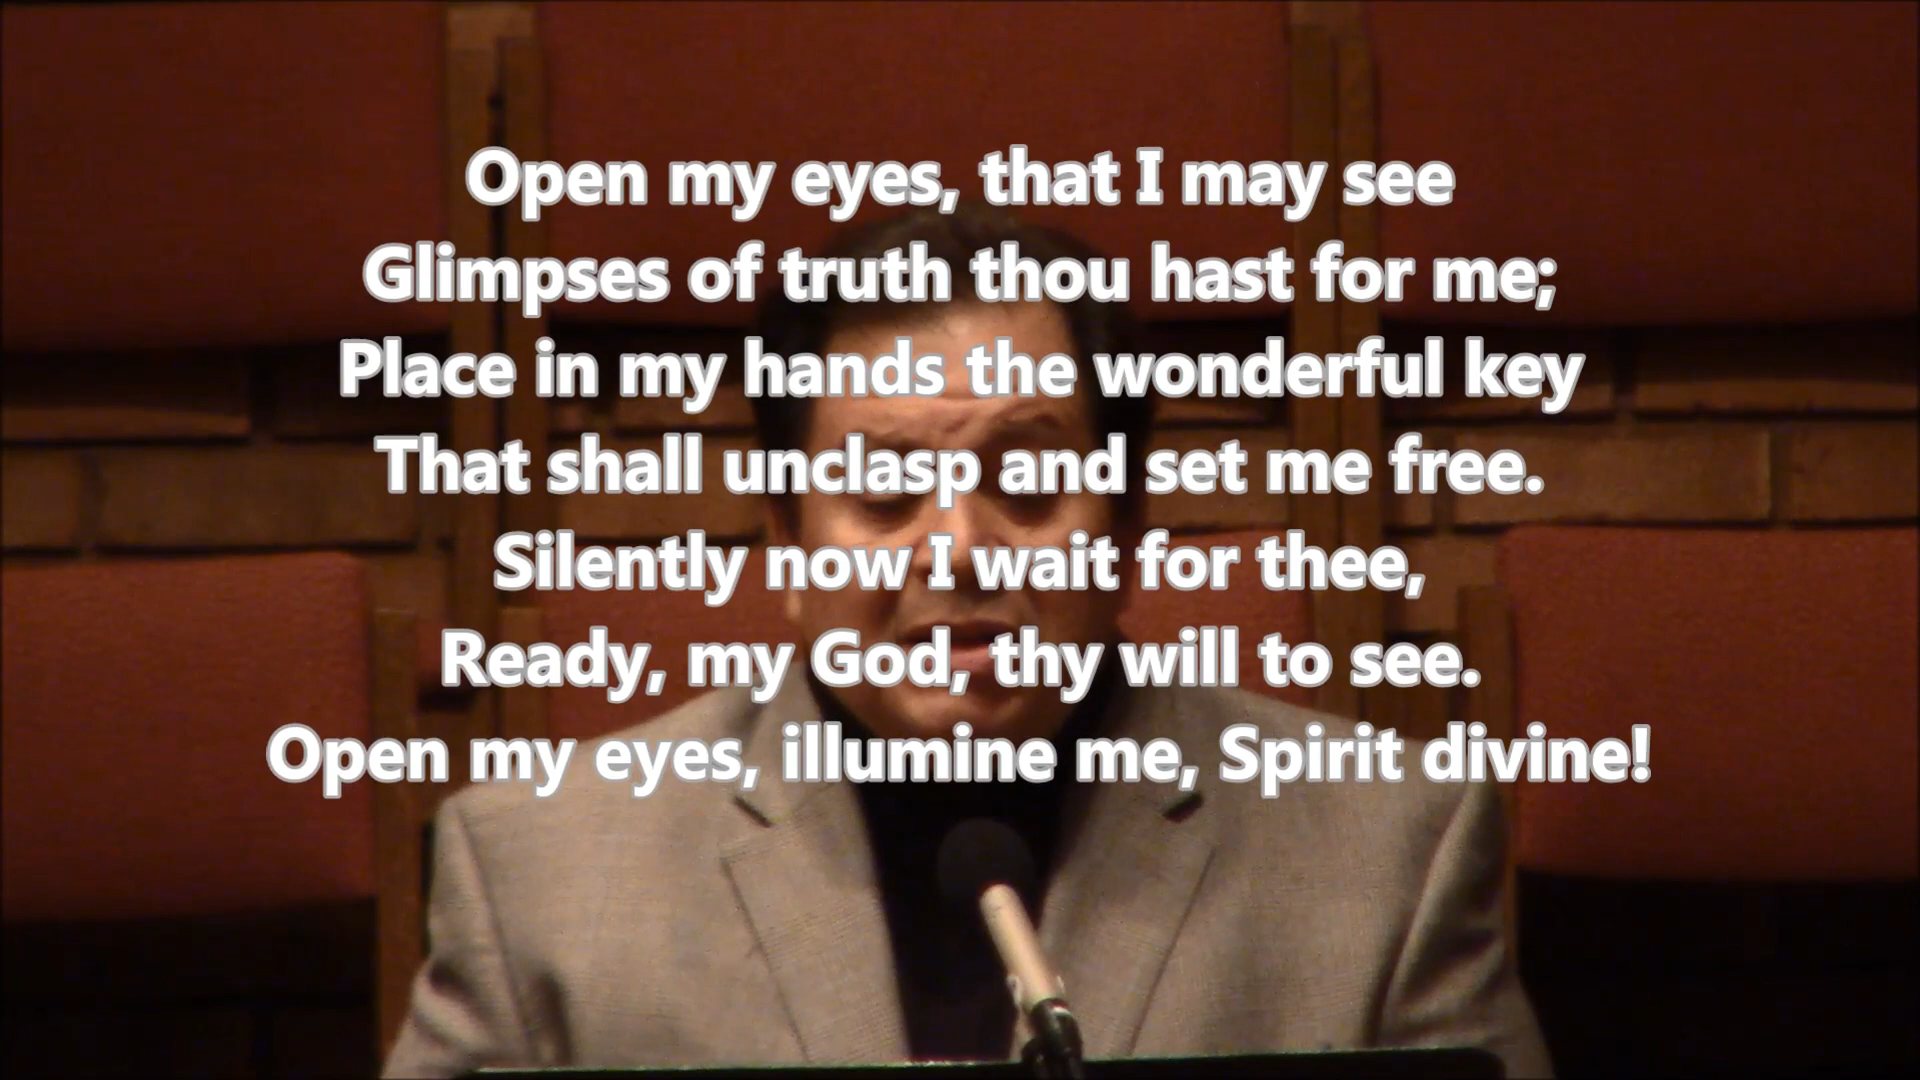 Open my eyes, that I may see
Glimpses of truth thou hast for me;
Place in my hands the wonderful key
That shall unclasp and set me free.
Silently now I wait for thee,
Ready, my God, thy will to see.
Open my eyes, illumine me, Spirit divine!